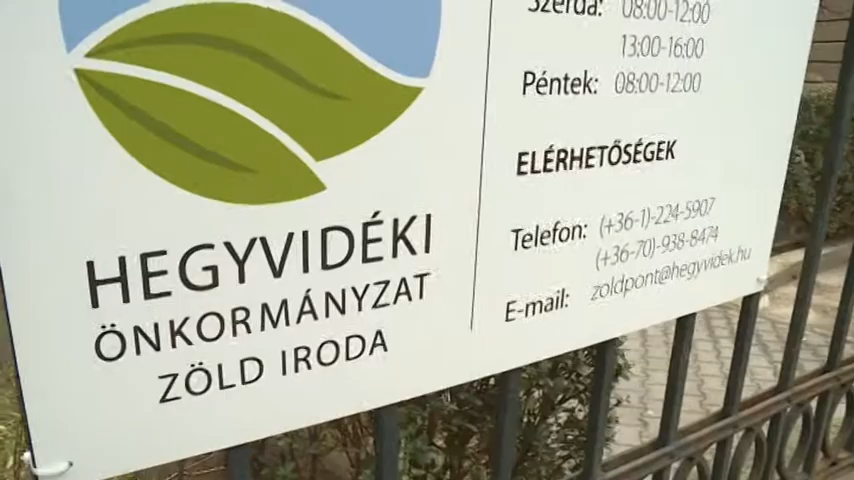 HEGYVIDÉKI
ÖNKORMÁNYZAT
ZÖLD IRODA
Szerda: 08:00-12:00
13:00-16:00
Péntek: 08:00-12:00
ELÉRHETŐSÉGEK
Telefon: (+36-1)-224-5907
(+36-70)-938-8474
E-mail: zoldpont@hegyvidek.hu